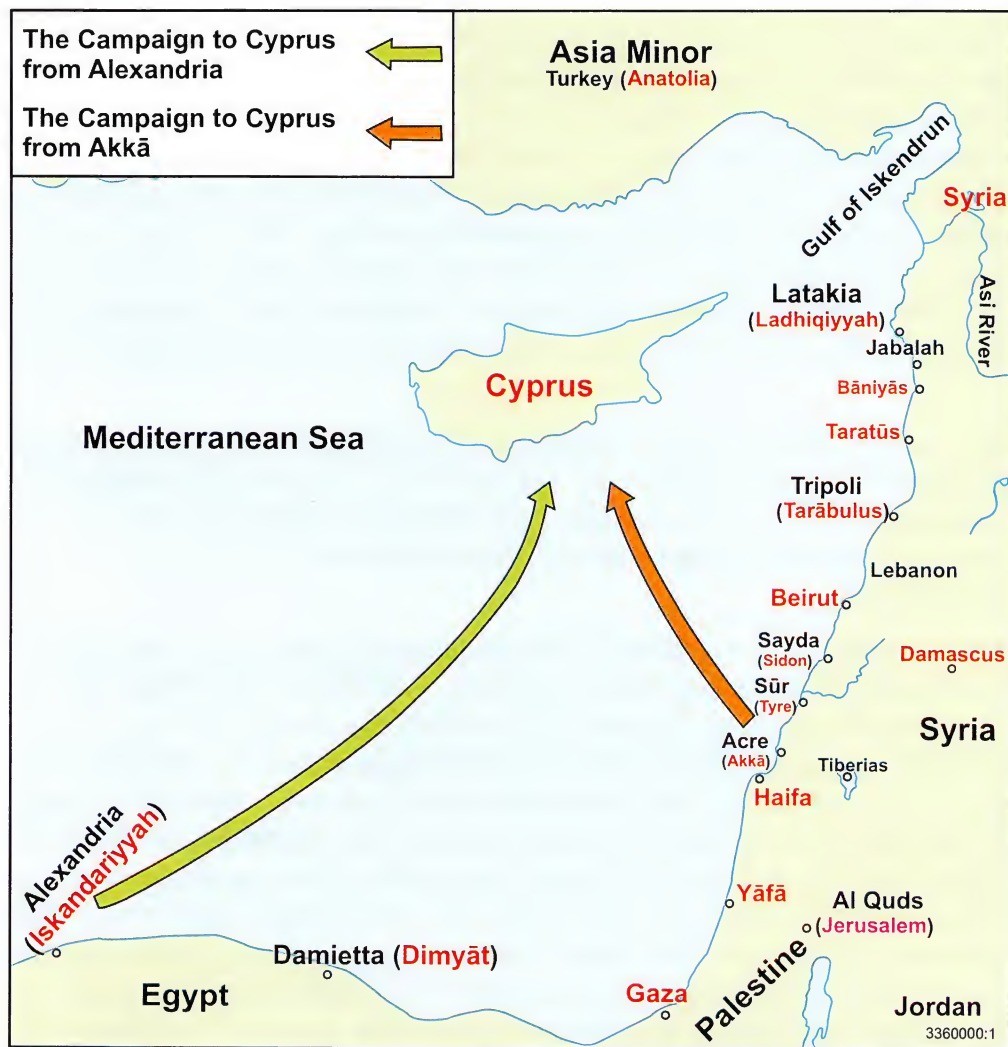 The Campaign to Cyprus
from Alexandria
The Campaign to Cyprus
from Akkā
Asia Minor
Turkey (Anatolia)
Gulf of Iskendrun
Syria
Asi River
Latakia
(Ladhiqiyyah)
Jabalah
Bāniyās
Cyprus
Taratūs
Mediterranean Sea
Tripoli
(Tarābulus)
Lebanon
Beirut
Sayda
(Sidon)
Damascus
Sūr
(Tyre)
Syria
Acre
(Akkā)
Tiberias
Haifa
Alexandria
(Iskandariyyah)
Yāfā
Al Quds
(Jerusalem)
Damietta (Dimyāt)
Egypt
Gaza
Palestine
Jordan
3360000:1